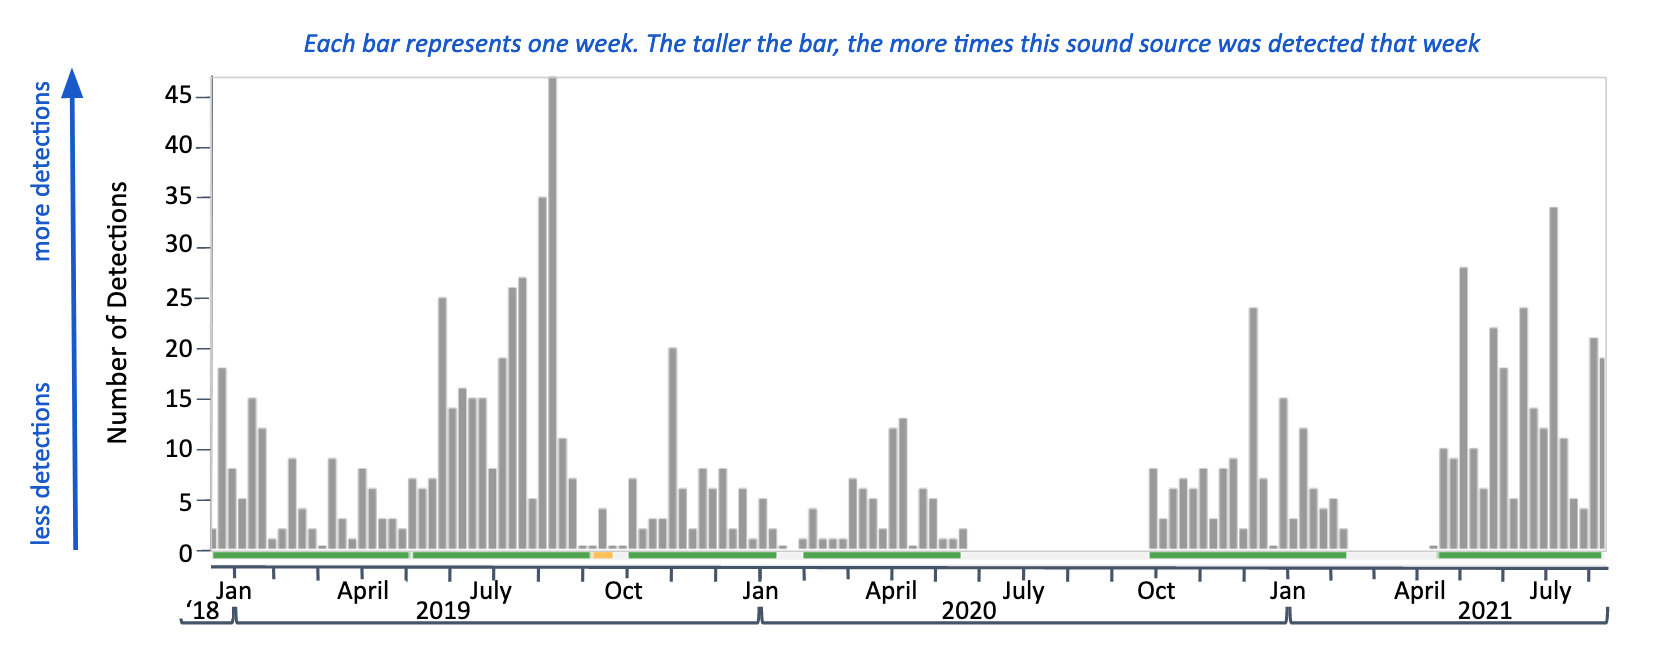 Each bar represents one week. The taller the bar, the more times this sound source was detected that week
more detections
less detections
Number of Detections
45
40
35
30
25
20
15
10
5
0
Jan April July Oct Jan April July Oct Jan April July
‘18 2019 2020 2021